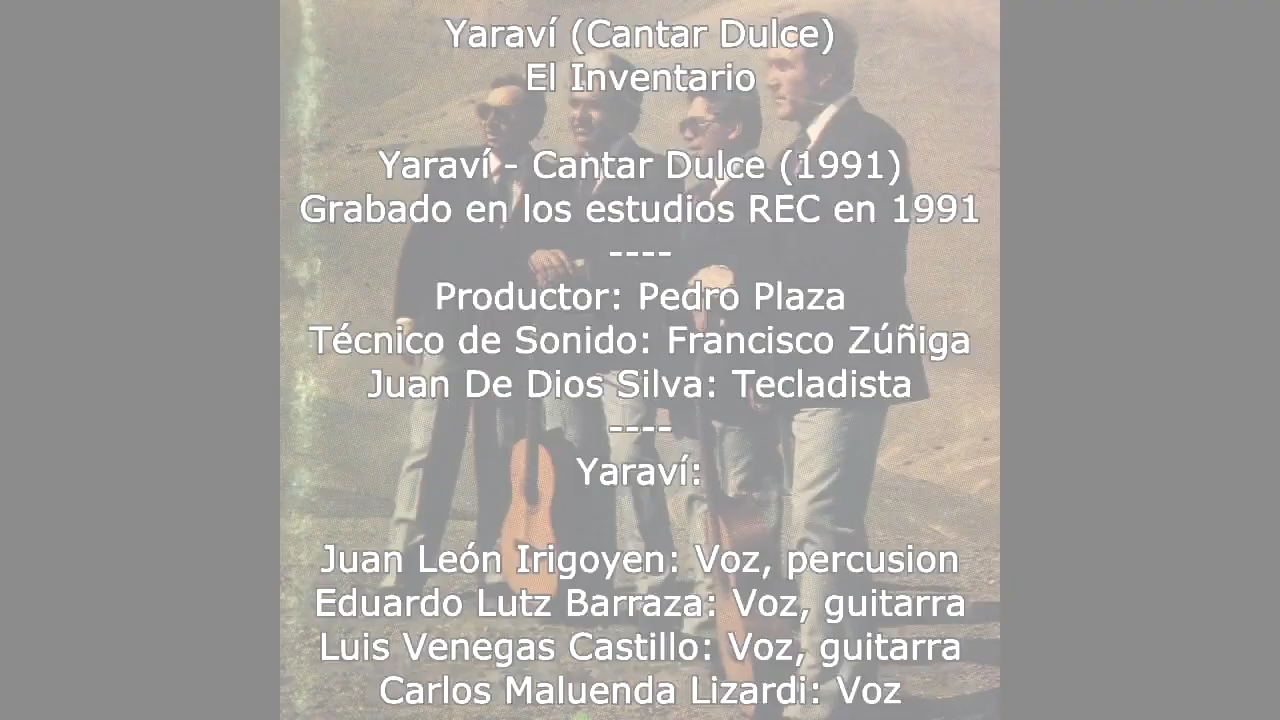 Yaraví (Cantar Dulce)
El Inventario
Yaraví - Cantar Dulce (1991)
Grabado en los estudios REC en 1991
----
Productor: Pedro Plaza
Técnico de Sonido: Francisco Zúñiga
Juan De Dios Silva: Tecladista
----
Yaraví:
Juan León Irigoyen: Voz, percusion
Eduardo Lutz Barraza: Voz, guitarra
Luis Venegas Castillo: Voz, guitarra
Carlos Maluenda Lizardi: Voz